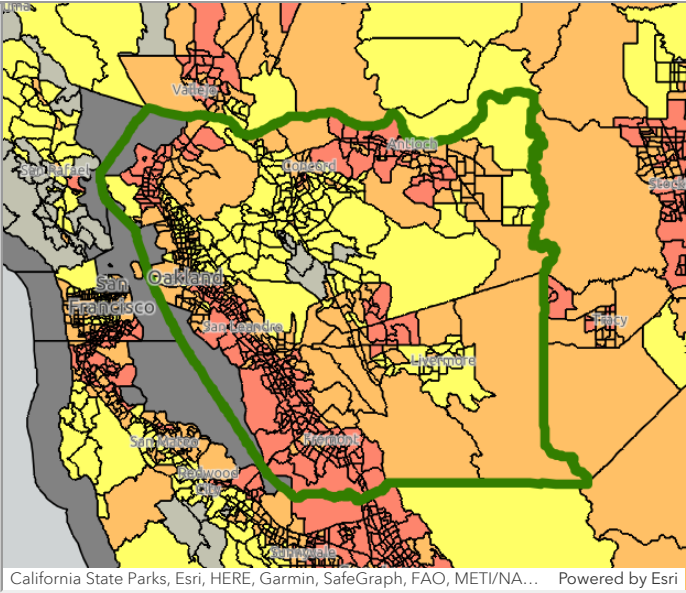 Vallejo
San Rafael
Concord
Antioch
Stock
San
Francisco
Oakland
San Leandro
Tracy
Livermore
San Mateo
Fremont
Redwood
City
Sunnyvale
California State Parks, Esri, HERE, Garmin, SafeGraph, FAO, METI/NA... Powered by Esri